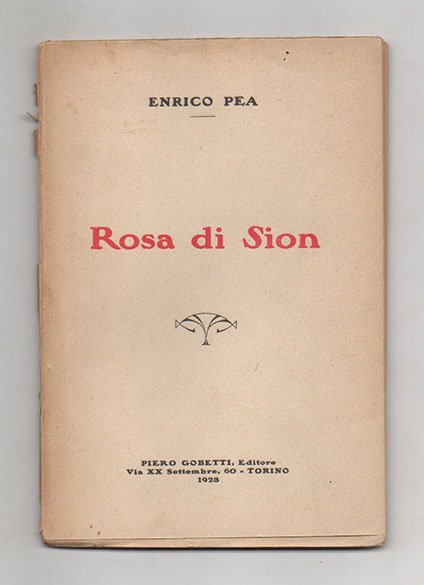 ENRICO PEA
Rosa di Sion
PIERO GOBETTI, Editore
Via XX Settembre, 60 - TORINO
1923